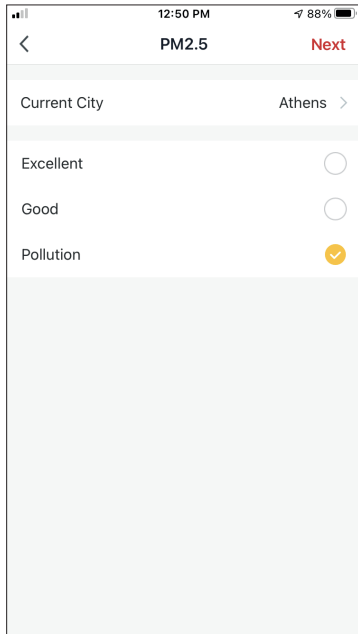 12:50 PM 88%
PM2.5 Next
Current City Athens
Excellent
Good
Pollution